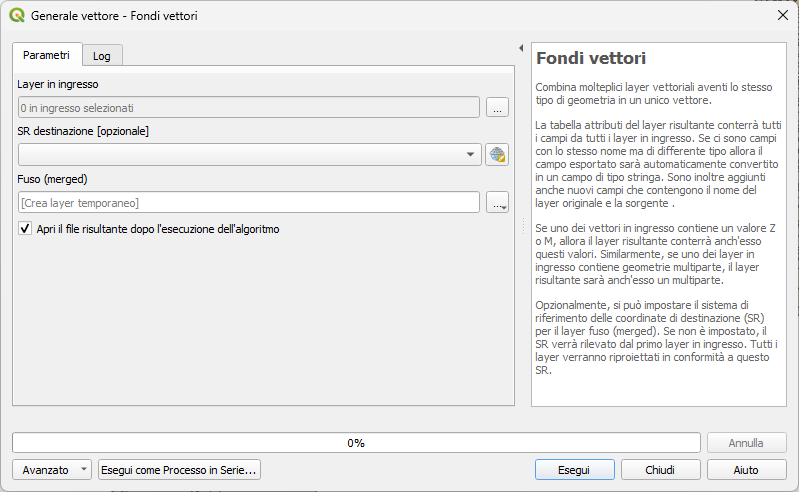 Generale vettore - Fondi vettori
Parametri
Log
Layer in ingresso
0 in ingresso selezionati
...
SR destinazione [opzionale]
Fuso (merged)
[Crea layer temporaneo]
...
Apri il file risultante dopo l'esecuzione dell'algoritmo
Fondi vettori
Combina molteplici layer vettoriali aventi lo stesso
tipo di geometria in un unico vettore.
La tabella attributi del layer risultante conterrà tutti
i campi da tutti i layer in ingresso. Se ci sono campi
con lo stesso nome ma di differente tipo allora il
campo esportato sarà automaticamente convertito
in un campo di tipo stringa. Sono inoltre aggiunti
anche nuovi campi che contengono il nome del
layer originale e la sorgente .
Se uno dei vettori in ingresso contiene un valore Z
o M, allora il layer risultante conterrà anch'esso
questi valori. Similarmente, se uno dei layer in
ingresso contiene geometrie multiparte, il layer
risultante sarà anch'esso un multiparte.
Opzionalmente, si può impostare il sistema di
riferimento delle coordinate di destinazione (SR)
per il layer fuso (merged). Se non è impostato, il
SR verrà rilevato dal primo layer in ingresso. Tutti i
layer verranno riproiettati in conformità a questo
SR.
0%
Annulla
Avanzato
Esegui come Processo in Serie...
Esegui
Chiudi
Aiuto